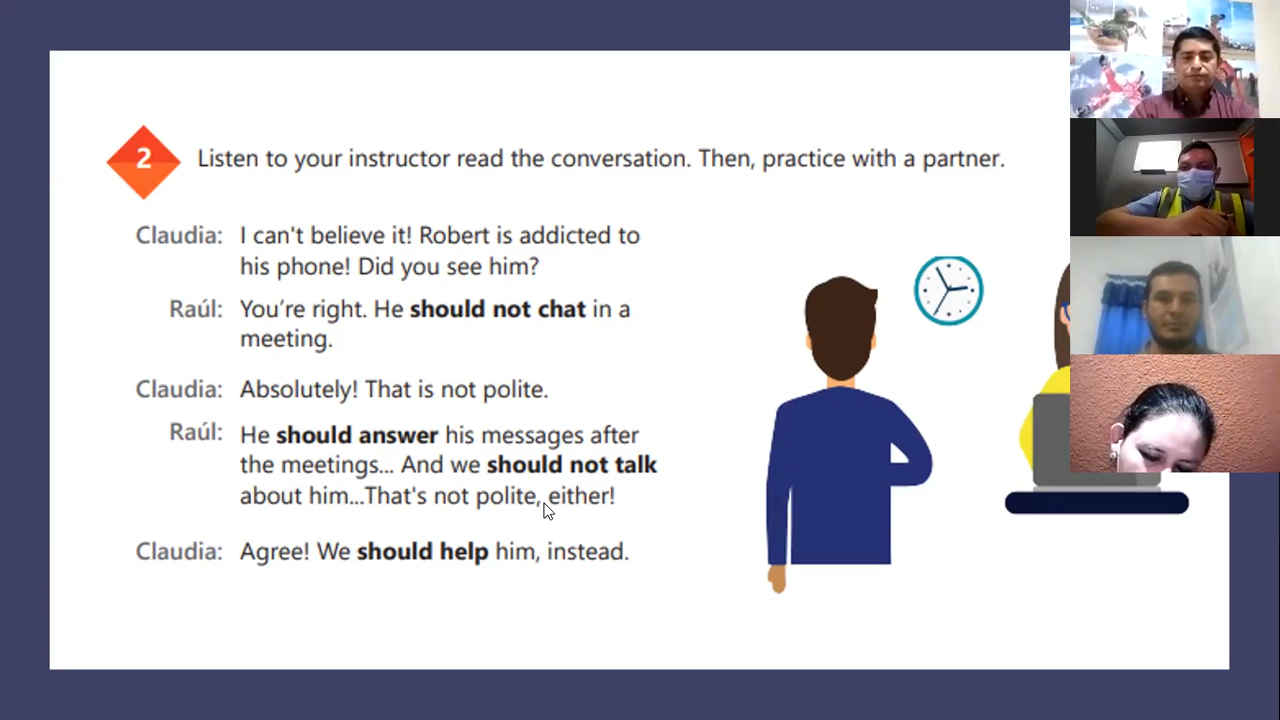 2
Listen to your instructor read the conversation. Then, practice with a partner.
Claudia: I can't believe it! Robert is addicted to
his phone! Did you see him?
Raúl: You’re right. He should not chat in a
meeting.
Claudia: Absolutely! That is not polite.
Raúl: He should answer his messages after
the meetings... And we should not talk
about him...That's not polite, either!
Claudia: Agree! We should help him, instead.